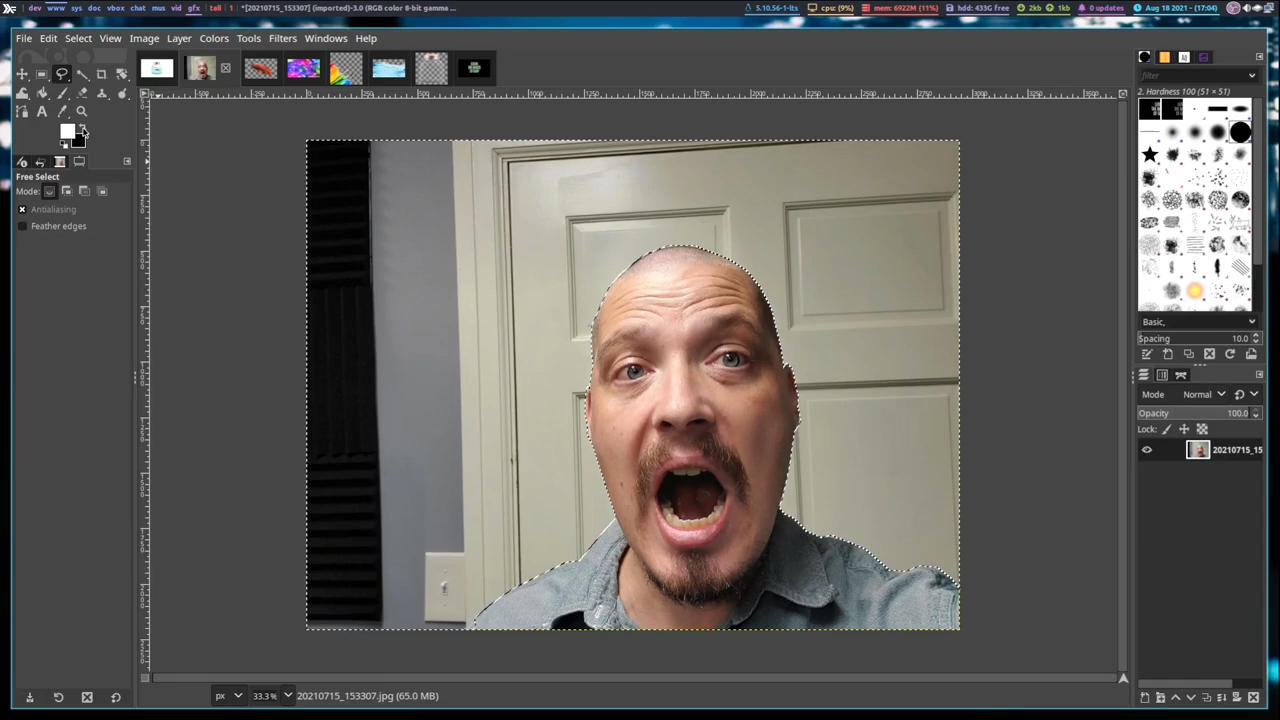 dev www sys doc vbox chat mus vid gfx tall 1 *[20210715_153307] (imported)-3.0 (RGB color 8-bit gamma ... 5.10.56-1-lts cpu: (9%) mem: 6922M (11%) hdd: 433G free 2kb 1kb 0 updates Aug 18 2021 - (17:04)
File Edit Select View Image Layer Colors Tools Filters Windows Help
filter
2. Hardness 100 (51 × 51)
Free Select
Mode:
Antialiasing
Feather edges
Basic,
Spacing 10.0
Mode Normal
Opacity 100.0
Lock:
20210715_15
px 33.3% 20210715_153307.jpg (65.0 MB)